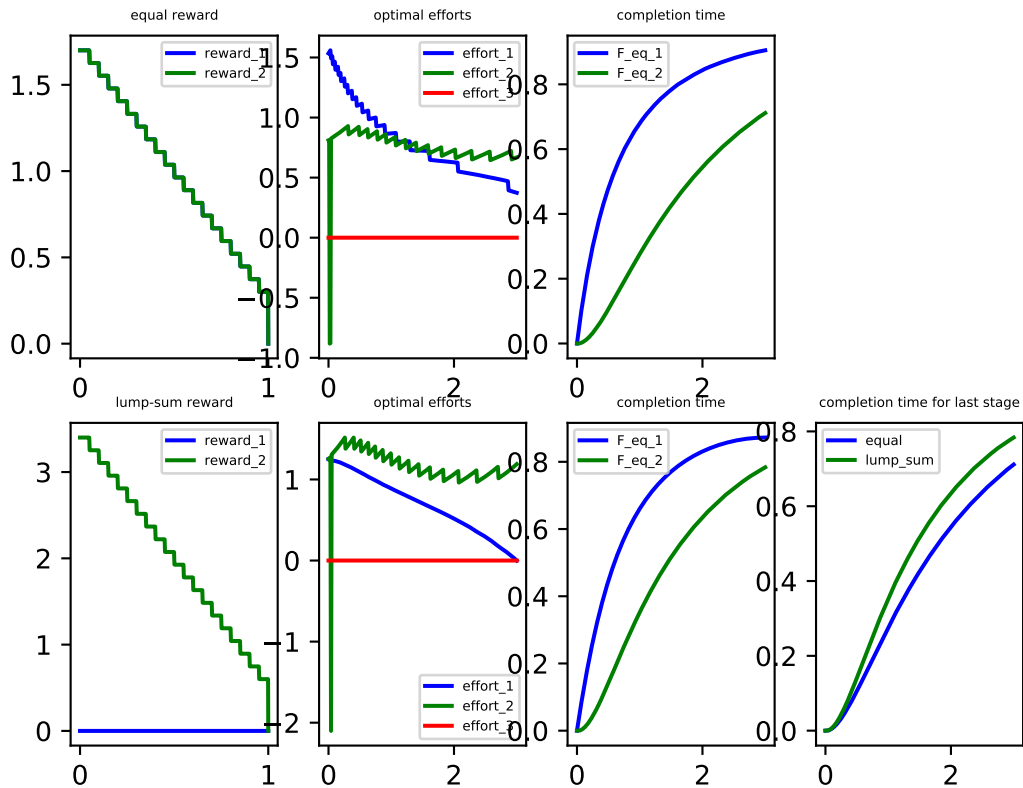 equal reward
optimal efforts
completion time
reward_1
reward_2
effort_1
effort_2
effort_3
F_eq_1
F_eq_2
1.5
1.0
0.5
0.0
0
1
1.5
1.0
0.5
0.0
−0.5
−1.0
0
2
0.8
0.6
0.4
0.2
0.0
0
2
lump-sum reward
optimal efforts
completion time
completion time for last stage
reward_1
reward_2
effort_1
effort_2
effort_3
F_eq_1
F_eq_2
equal
lump_sum
3
2
1
0
0
1
1
0
−1
−2
0
2
0.8
0.6
0.4
0.2
0.0
0
2
0.8
0.6
0.4
0.2
0.0
0
2